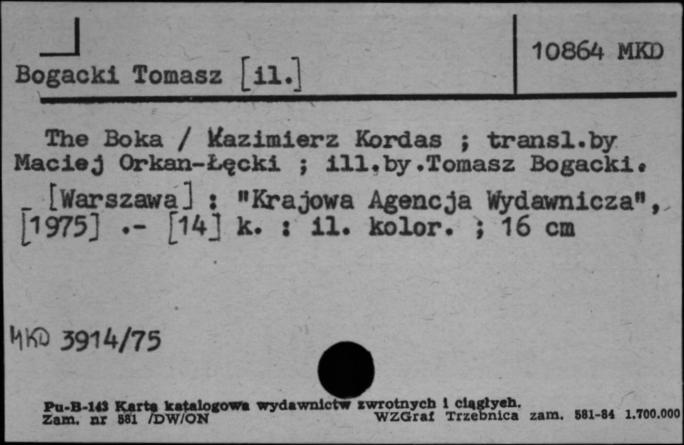 10864 MKD
Bogacki Tomasz [il.]
The Boka / Kazimierz Kordas ; transl.by
Maciej Orkan-Łęcki ; ill.by.Tomasz Bogacki.
_ [Warszawa] : "Krajowa Agencja Wydawnicza",
[1975] .- [14] k. : il. kolor. ; 16 cm
MKD 3914/75
Pu-B-143 Karta katalogowa wydawnictw zwrotnych i ciągłych.
Zam. nr 581 /DW/ON WZGraf Trzebnica zam. 581-84 1.700.000